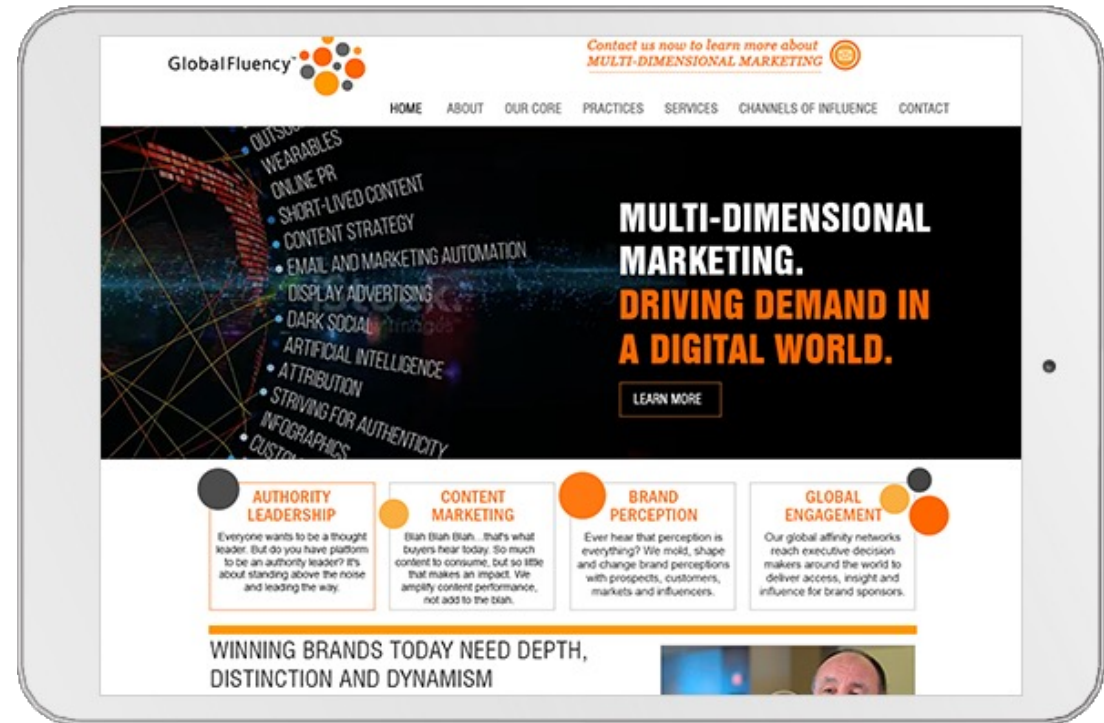 GlobalFluency™
Contact us now to learn more about
MULTI-DIMENSIONAL MARKETING
HOME ABOUT OUR CORE PRACTICES SERVICES CHANNELS OF INFLUENCE CONTACT
WEARABLES
ONLINE PR
SHORT-LIVED CONTENT
CONTENT STRATEGY
EMAIL AND MARKETING AUTOMATION
DISPLAY ADVERTISING
DARK SOCIAL
ARTIFICIAL INTELLIGENCE
ATTRIBUTION
STRIVING FOR AUTHENTICITY
INFOGRAPHICS
MULTI-DIMENSIONAL
MARKETING.
DRIVING DEMAND IN
A DIGITAL WORLD.
LEARN MORE
AUTHORITY
LEADERSHIP
Everyone wants to be a thought
leader. But do you have platform
to be an authority leader? It's
about standing above the noise
and leading the way.
CONTENT
MARKETING
Blah Blah Blah...that's what
buyers hear today. So much
content to consume, but so little
that makes an impact. We
amplify content performance,
not add to the blah.
BRAND
PERCEPTION
Ever hear that perception is
everything? We mold, shape
and change brand perceptions
with prospects, customers,
markets and influencers.
GLOBAL
ENGAGEMENT
Our global affinity networks
reach executive decision
makers around the world to
deliver access, insight and
influence for brand sponsors.
WINNING BRANDS TODAY NEED DEPTH,
DISTINCTION AND DYNAMISM